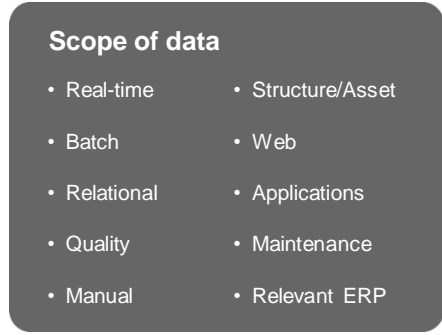 Scope of data
• Real-time
• Batch
• Relational
• Quality
• Manual
• Structure/Asset
• Web
• Applications
• Maintenance
• Relevant ERP